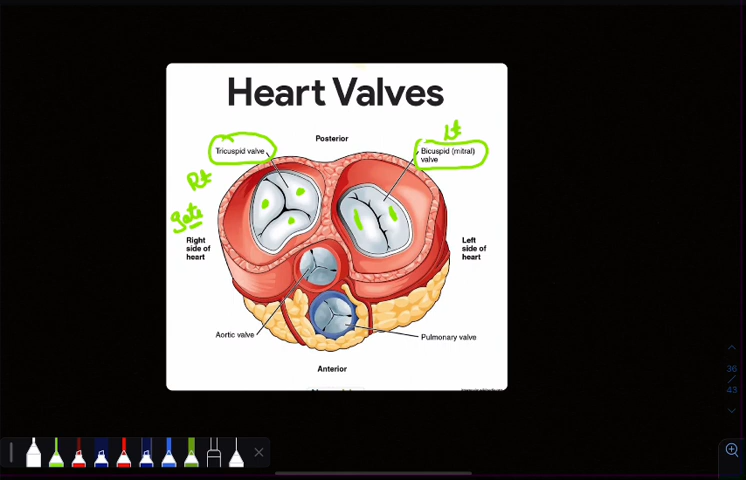 Heart Valves
Posterior
Lt
Tricuspid valve
Bicuspid (mitral)
valve
Rt
gate
Right
side of
heart
Left
side of
heart
Aortic valve
Pulmonary valve
Anterior
36
/
43